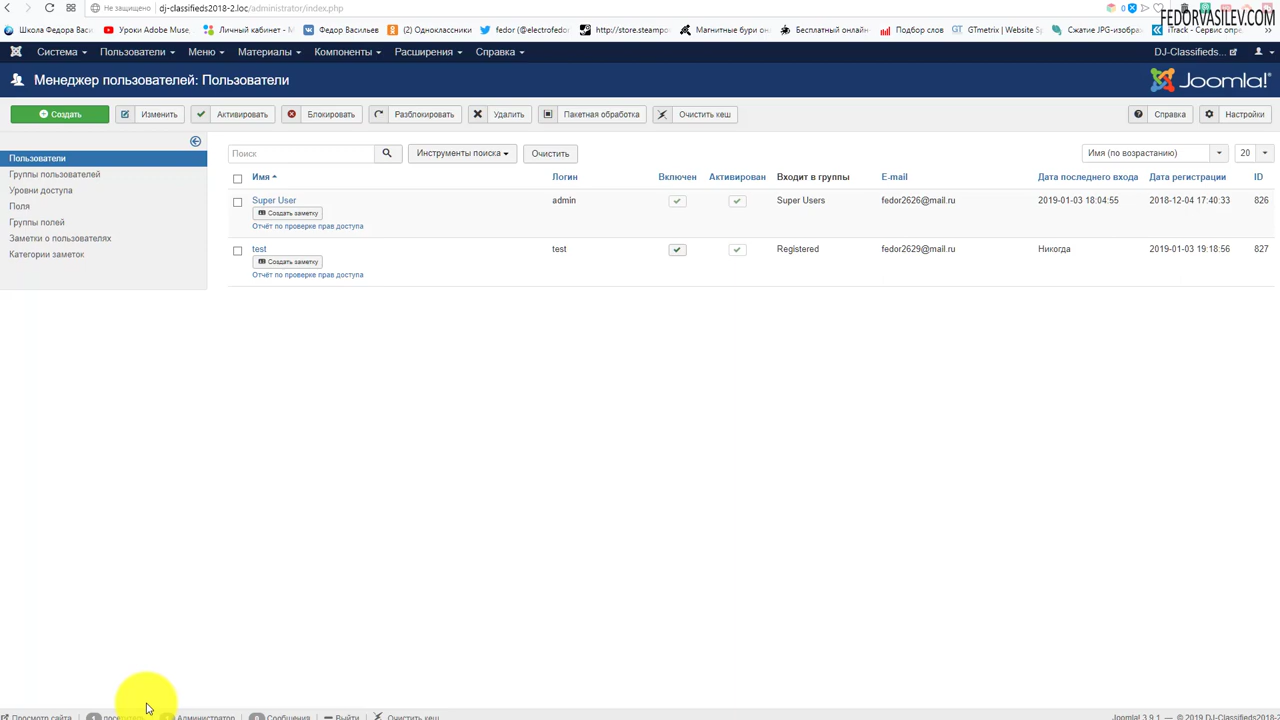 dj-classifieds2018-2.loc/administrator/index.php
Не защищено
FEDORVASILEV.COM
Школа Федора Васи.
Уроки Adobe Muse,
Личный кабинет - M
Федор Васильев
(2) Одноклассники
fedor (@electrofedo
http://store.steampo
Магнитные бури он
Бесплатный онлайн
Подбор слов
GTmetrix | Website S
Сжатие JPG-изобра
iTrack - Сервис опре
Система Пользователи Меню Материалы Компоненты Расширения Справка DJ-Classifieds...
Менеджер пользователей: Пользователи Joomla!®
Создать Изменить Активировать Блокировать Разблокировать Удалить Пакетная обработка Очистить кеш Справка Настройки
Пользователи
Группы пользователей
Уровни доступа
Поля
Группы полей
Заметки о пользователях
Категории заметок
Поиск Инструменты поиска Очистить Имя (по возрастанию) 20
Имя Логин Включен Активирован Входит в группы E-mail Дата последнего входа Дата регистрации ID
Super User admin Super Users fedor2626@mail.ru 2019-01-03 18:04:55 2018-12-04 17:40:33 826
Создать заметку
Отчёт по проверке прав доступа
test test Registered fedor2629@mail.ru Никогда 2019-01-03 19:18:56 827
Создать заметку
Отчёт по проверке прав доступа
Просмотр сайта Администратор Сообщения Выйти Очистить кеш Joomla! 3.9.1 — © 2019 DJ-Classifieds2018-2